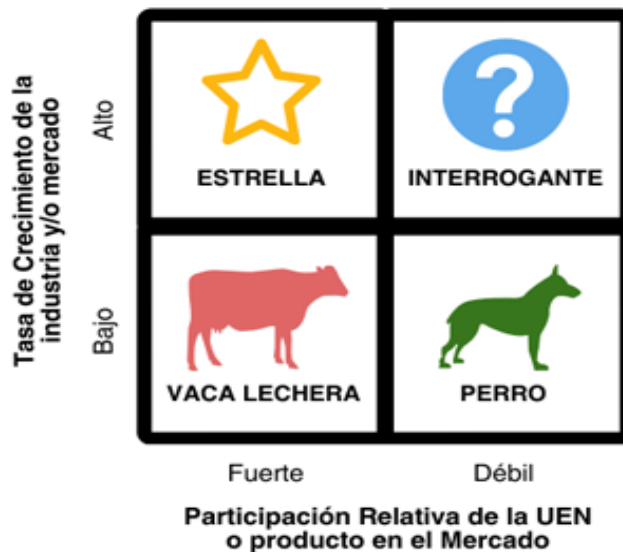 Tasa de Crecimiento de la
industria y/o mercado
Alto
Bajo
?
ESTRELLA
INTERROGANTE
VACA LECHERA
PERRO
Fuerte
Débil
Participación Relativa de la UEN
o producto en el Mercado